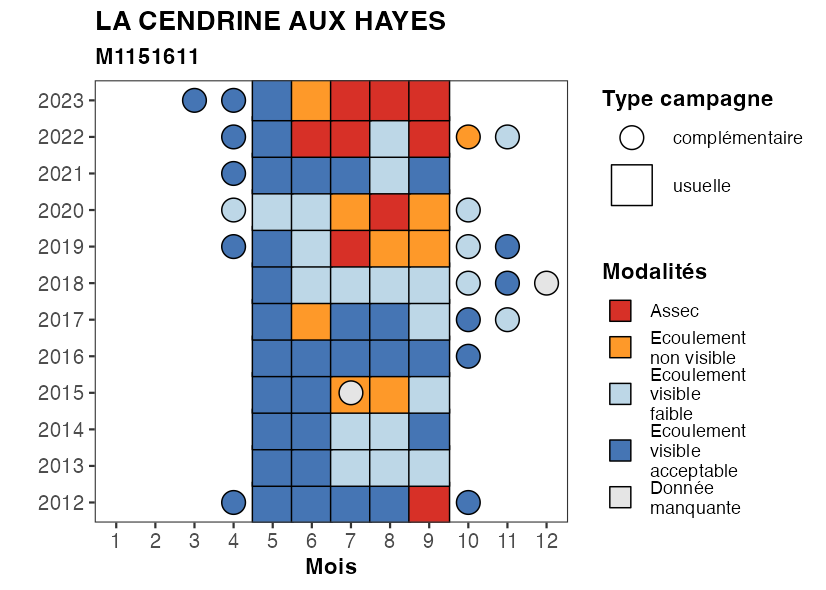 LA CENDRINE AUX HAYES
M1151611
2023
2022
2021
2020
2019
2018
2017
2016
2015
2014
2013
2012
1 2 3 4 5 6 7 8 9 10 11 12
Mois
Type campagne
complémentaire
usuelle
Modalités
Assec
Ecoulement
non visible
Ecoulement
visible
faible
Ecoulement
visible
acceptable
Donnée
manquante